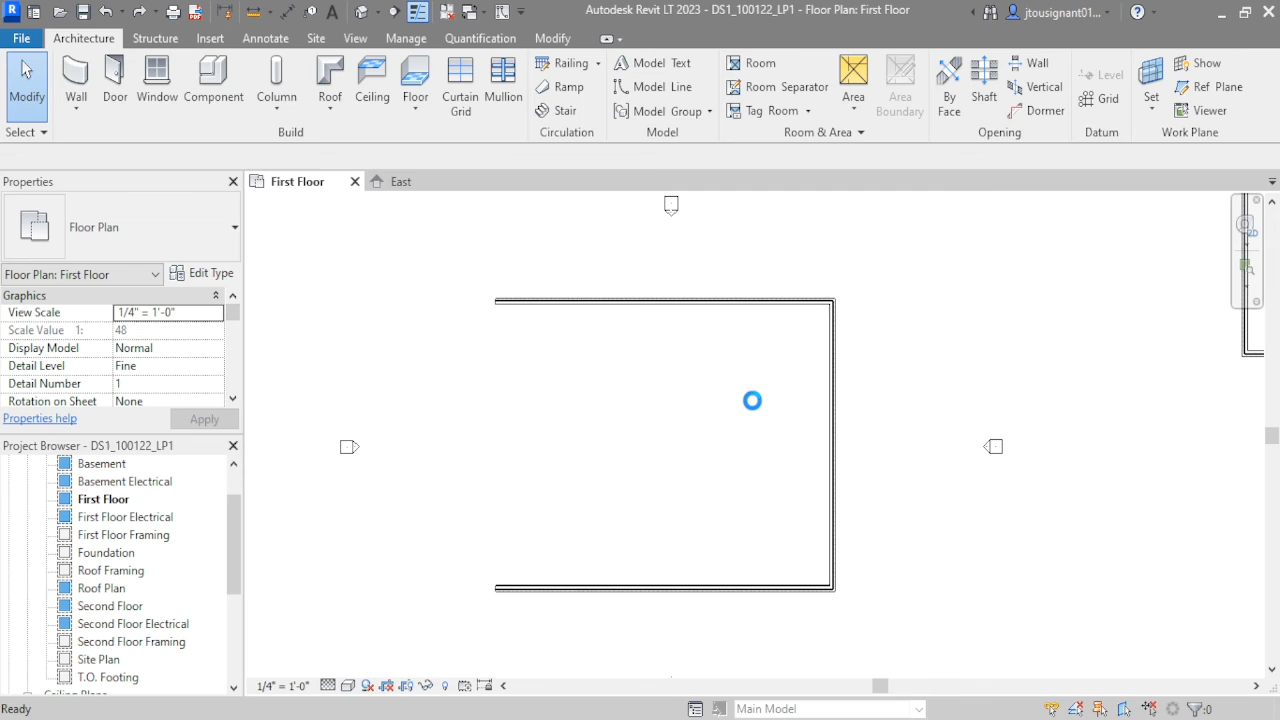 Autodesk Revit LT 2023 - DS1_100122_LP1 - Floor Plan: First Floor
jtousignant01...
File Architecture Structure Insert Annotate Site View Manage Quantification Modify
Modify Wall Door Window Component Column Roof Ceiling Floor Curtain Grid Mullion
Railing
Ramp
Stair
Model Text
Model Line
Model Group
Room
Room Separator
Tag Room
Area
Area Boundary
By Face
Shaft
Wall
Vertical
Dormer
Level
Grid
Set
Show
Ref Plane
Viewer
Select Build Circulation Model Room & Area Opening Datum Work Plane
Properties
First Floor
East
Floor Plan
Floor Plan: First Floor
Edit Type
Graphics
View Scale 1/4" = 1'-0"
Scale Value 1: 48
Display Model Normal
Detail Level Fine
Detail Number 1
Rotation on Sheet None
Properties help
Apply
Project Browser - DS1_100122_LP1
Basement
Basement Electrical
First Floor
First Floor Electrical
First Floor Framing
Foundation
Roof Framing
Roof Plan
Second Floor
Second Floor Electrical
Second Floor Framing
Site Plan
T.O. Footing
Ceiling Plans
2D
1/4" = 1'-0"
Ready
Main Model
:0